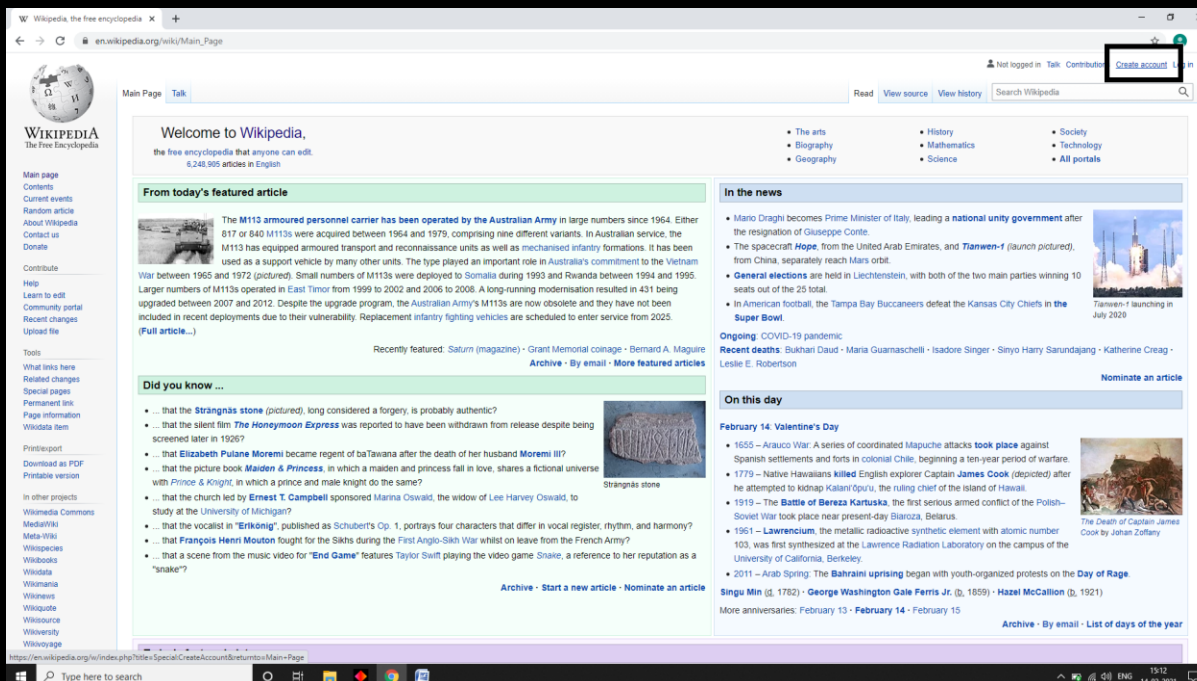 Wikipedia, the free encyclopedia
en.wikipedia.org/wiki/Main_Page
Not logged in Talk Contribution Create account Log in
Main Page Talk
Read View source View history Search Wikipedia
WIKIPEDIA
The Free Encyclopedia
Main page
Contents
Current events
Random article
About Wikipedia
Contact us
Donate
Contribute
Help
Learn to edit
Community portal
Recent changes
Upload file
Tools
What links here
Related changes
Special pages
Permanent link
Page information
Wikidata item
Print/export
Download as PDF
Printable version
In other projects
Wikimedia Commons
MediaWiki
Meta-Wiki
Wikispecies
Wikibooks
Wikidata
Wikimania
Wikinews
Wikiquote
Wikisource
Wikiversity
Wikivoyage
Welcome to Wikipedia,
the free encyclopedia that anyone can edit.
6,248,905 articles in English
• The arts
• Biography
• Geography
• History
• Mathematics
• Science
• Society
• Technology
• All portals
From today's featured article
The M113 armoured personnel carrier has been operated by the Australian Army in large numbers since 1964. Either
817 or 840 M113s were acquired between 1964 and 1979, comprising nine different variants. In Australian service, the
M113 has equipped armoured transport and reconnaissance units as well as mechanised infantry formations. It has been
used as a support vehicle by many other units. The type played an important role in Australia's commitment to the Vietnam
War between 1965 and 1972 (pictured). Small numbers of M113s were deployed to Somalia during 1993 and Rwanda between 1994 and 1995.
Larger numbers of M113s operated in East Timor from 1999 to 2002 and 2006 to 2008. A long-running modernisation resulted in 431 being
upgraded between 2007 and 2012. Despite the upgrade program, the Australian Army's M113s are now obsolete and they have not been
included in recent deployments due to their vulnerability. Replacement infantry fighting vehicles are scheduled to enter service from 2025.
(Full article...)
Recently featured: Saturn (magazine) · Grant Memorial coinage · Bernard A. Maguire
Archive · By email · More featured articles
Did you know ...
• ... that the Strängnäs stone (pictured), long considered a forgery, is probably authentic?
• ... that the silent film The Honeymoon Express was reported to have been withdrawn from release despite being
screened later in 1926?
• ... that Elizabeth Pulane Moremi became regent of baTawana after the death of her husband Moremi III?
• ... that the picture book Maiden & Princess, in which a maiden and princess fall in love, shares a fictional universe
with Prince & Knight, in which a prince and male knight do the same?
• ... that the church led by Ernest T. Campbell sponsored Marina Oswald, the widow of Lee Harvey Oswald, to
study at the University of Michigan?
• ... that the vocalist in "Erlkönig", published as Schubert's Op. 1, portrays four characters that differ in vocal register, rhythm, and harmony?
• ... that François Henri Mouton fought for the Sikhs during the First Anglo-Sikh War whilst on leave from the French Army?
• ... that a scene from the music video for "End Game" features Taylor Swift playing the video game Snake, a reference to her reputation as a
"snake"?
Strängnäs stone
Archive · Start a new article · Nominate an article
In the news
• Mario Draghi becomes Prime Minister of Italy, leading a national unity government after
the resignation of Giuseppe Conte.
• The spacecraft Hope, from the United Arab Emirates, and Tianwen-1 (launch pictured),
from China, separately reach Mars orbit.
• General elections are held in Liechtenstein, with both of the two main parties winning 10
seats out of the 25 total.
• In American football, the Tampa Bay Buccaneers defeat the Kansas City Chiefs in the
Super Bowl.
Tianwen-1 launching in
July 2020
Ongoing: COVID-19 pandemic
Recent deaths: Bukhari Daud · Maria Guarnaschelli · Isadore Singer · Sinyo Harry Sarundajang · Katherine Creag ·
Leslie E. Robertson
Nominate an article
On this day
February 14: Valentine's Day
• 1655 – Arauco War: A series of coordinated Mapuche attacks took place against
Spanish settlements and forts in colonial Chile, beginning a ten-year period of warfare.
• 1779 – Native Hawaiians killed English explorer Captain James Cook (depicted) after
he attempted to kidnap Kalaniʻōpuʻu, the ruling chief of the island of Hawaii.
• 1919 – The Battle of Bereza Kartuska, the first serious armed conflict of the Polish–
Soviet War took place near present-day Biaroza, Belarus.
• 1961 – Lawrencium, the metallic radioactive synthetic element with atomic number
103, was first synthesized at the Lawrence Radiation Laboratory on the campus of the
University of California, Berkeley.
• 2011 – Arab Spring: The Bahraini uprising began with youth-organized protests on the Day of Rage.
The Death of Captain James
Cook by Johan Zoffany
Singu Min (d. 1782) · George Washington Gale Ferris Jr. (b. 1859) · Hazel McCallion (b. 1921)
More anniversaries: February 13 · February 14 · February 15
Archive · By email · List of days of the year
https://en.wikipedia.org/w/index.php?title=Special:CreateAccount&returnto=Main+Page
Type here to search
ENG
15:12
14-02-2021